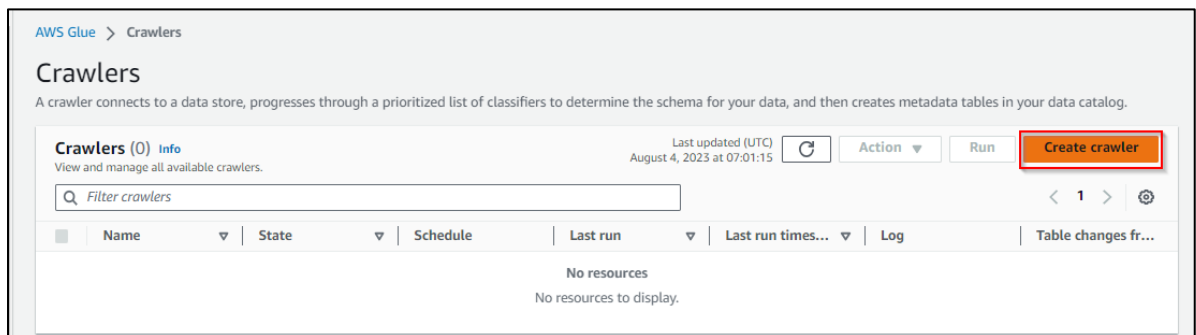 AWS Glue > Crawlers
Crawlers
A crawler connects to a data store, progresses through a prioritized list of classifiers to determine the schema for your data, and then creates metadata tables in your data catalog.
Crawlers (0) Info
View and manage all available crawlers.
Last updated (UTC)
August 4, 2023 at 07:01:15
Action
Run
Create crawler
Filter crawlers
< 1 >
Name State Schedule Last run Last run times... Log Table changes fr...
No resources
No resources to display.